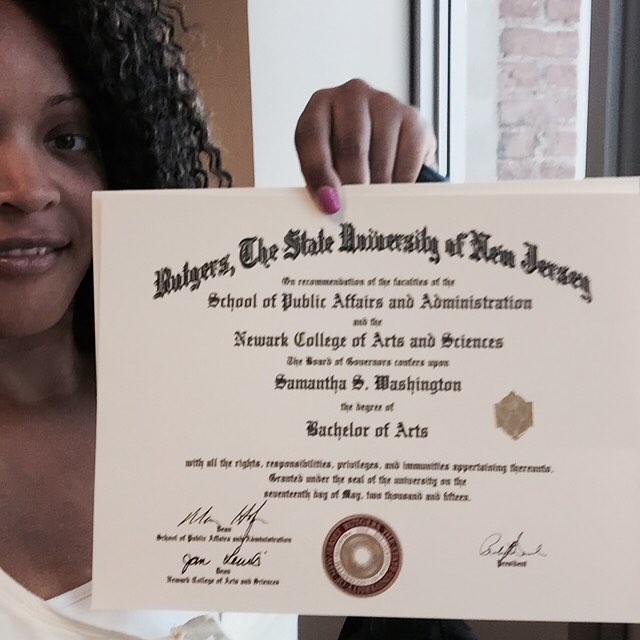 Rutgers, The State University of New Jersey
On recommendation of the faculties of the
School of Public Affairs and Administration
and the
Newark College of Arts and Sciences
The Board of Governors confers upon
Samantha S. Washington
the degree of
Bachelor of Arts
with all the rights, responsibilities, privileges, and immunities appertaining thereunto.
Granted under the seal of the university on the
seventeenth day of May, two thousand and fifteen.
Dean
School of Public Affairs and Administration
Jan Lewis
Dean
Newark College of Arts and Sciences
President